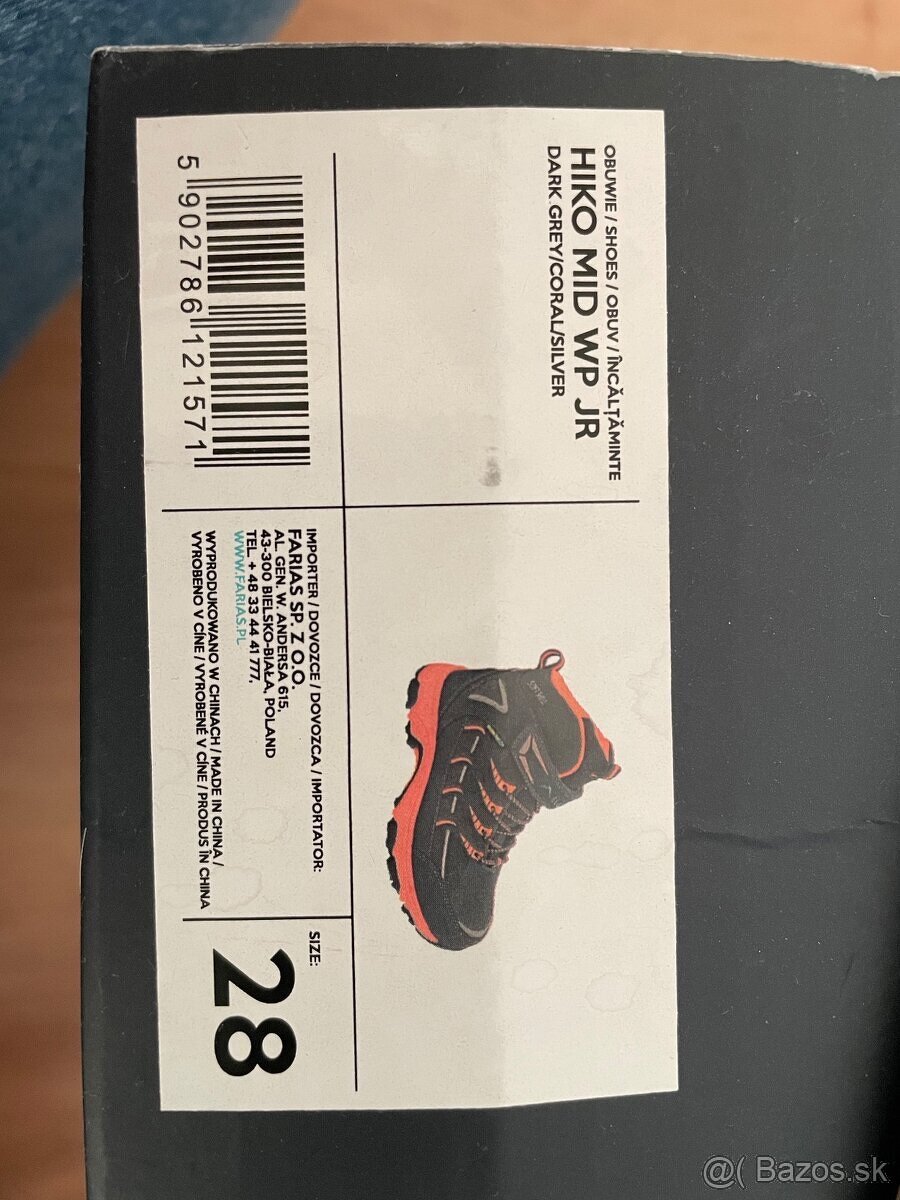 OBUWIE / SHOES / OBUV / ÎNCĂLȚĂMINTE
HIKO MID WP JR
DARK GREY/CORAL/SILVER
5 902786 121571
IMPORTER / DOVOZCE / DOVOZCA / IMPORTATOR:
FARIAS SP. Z O.O.
AL. GEN. W. ANDERSA 615,
43-300 BIELSKO-BIAŁA, POLAND
TEL. + 48 33 44 41 777,
WWW.FARIAS.PL
WYPRODUKOWANO W CHINACH / MADE IN CHINA /
VYROBENO V CÍNE / VYROBENÉ V CÍNE / PRODUS ÎN CHINA
SIZE:
28
@( Bazos.sk